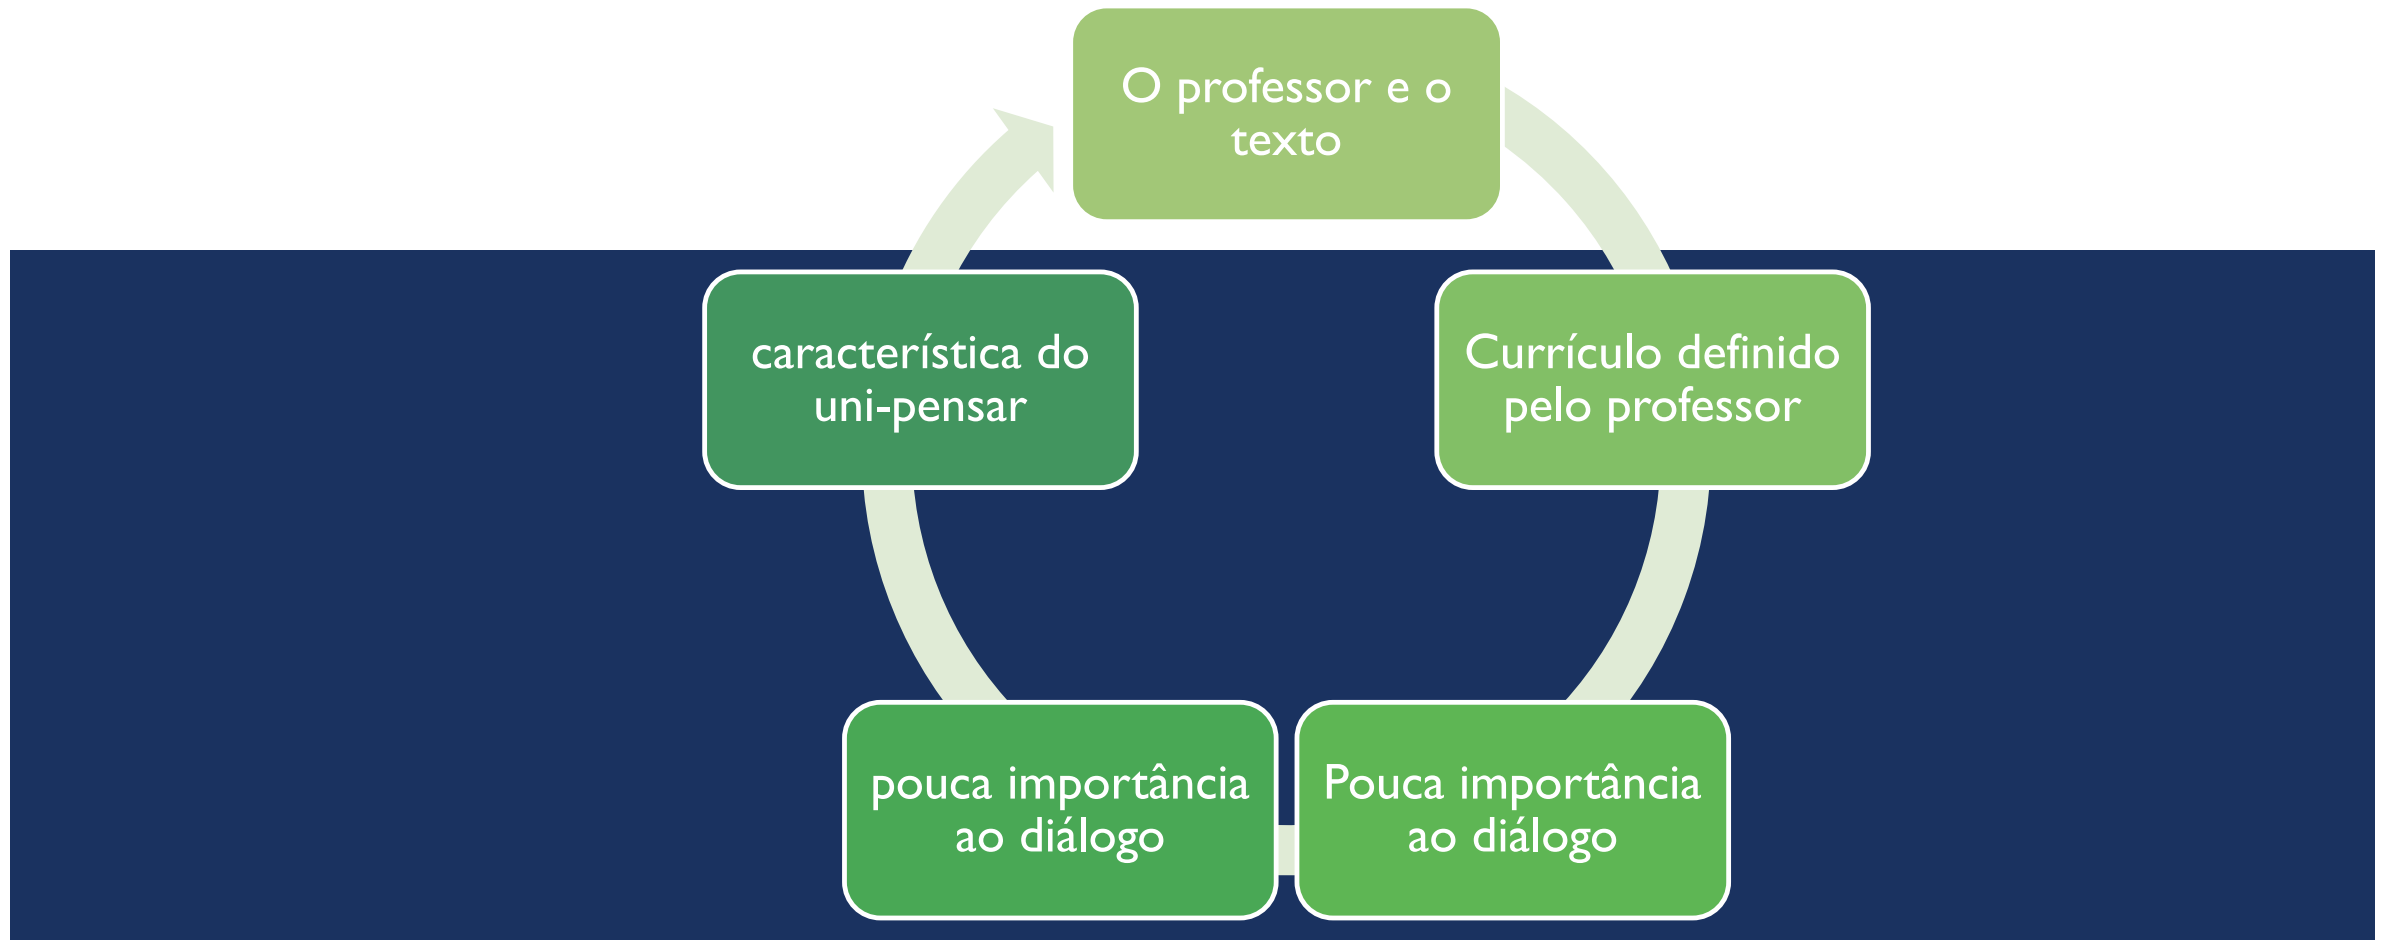 O professor e o
texto
característica do
uni-pensar
Currículo definido
pelo professor
pouca importância
ao diálogo
Pouca importância
ao diálogo